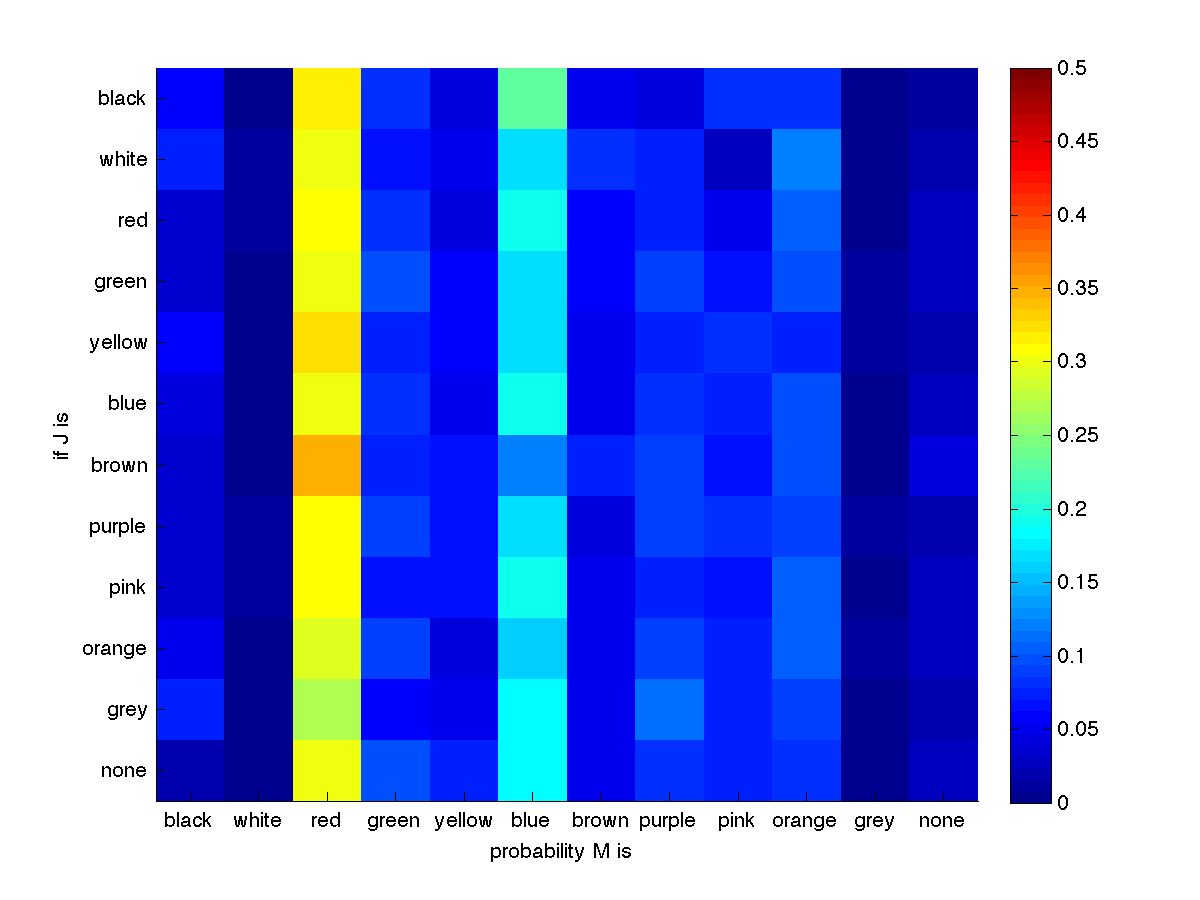 black
white
red
green
yellow
blue
brown
purple
pink
orange
grey
none
if J is
black white red green yellow blue brown purple pink orange grey none
probability M is
0.5
0.45
0.4
0.35
0.3
0.25
0.2
0.15
0.1
0.05
0